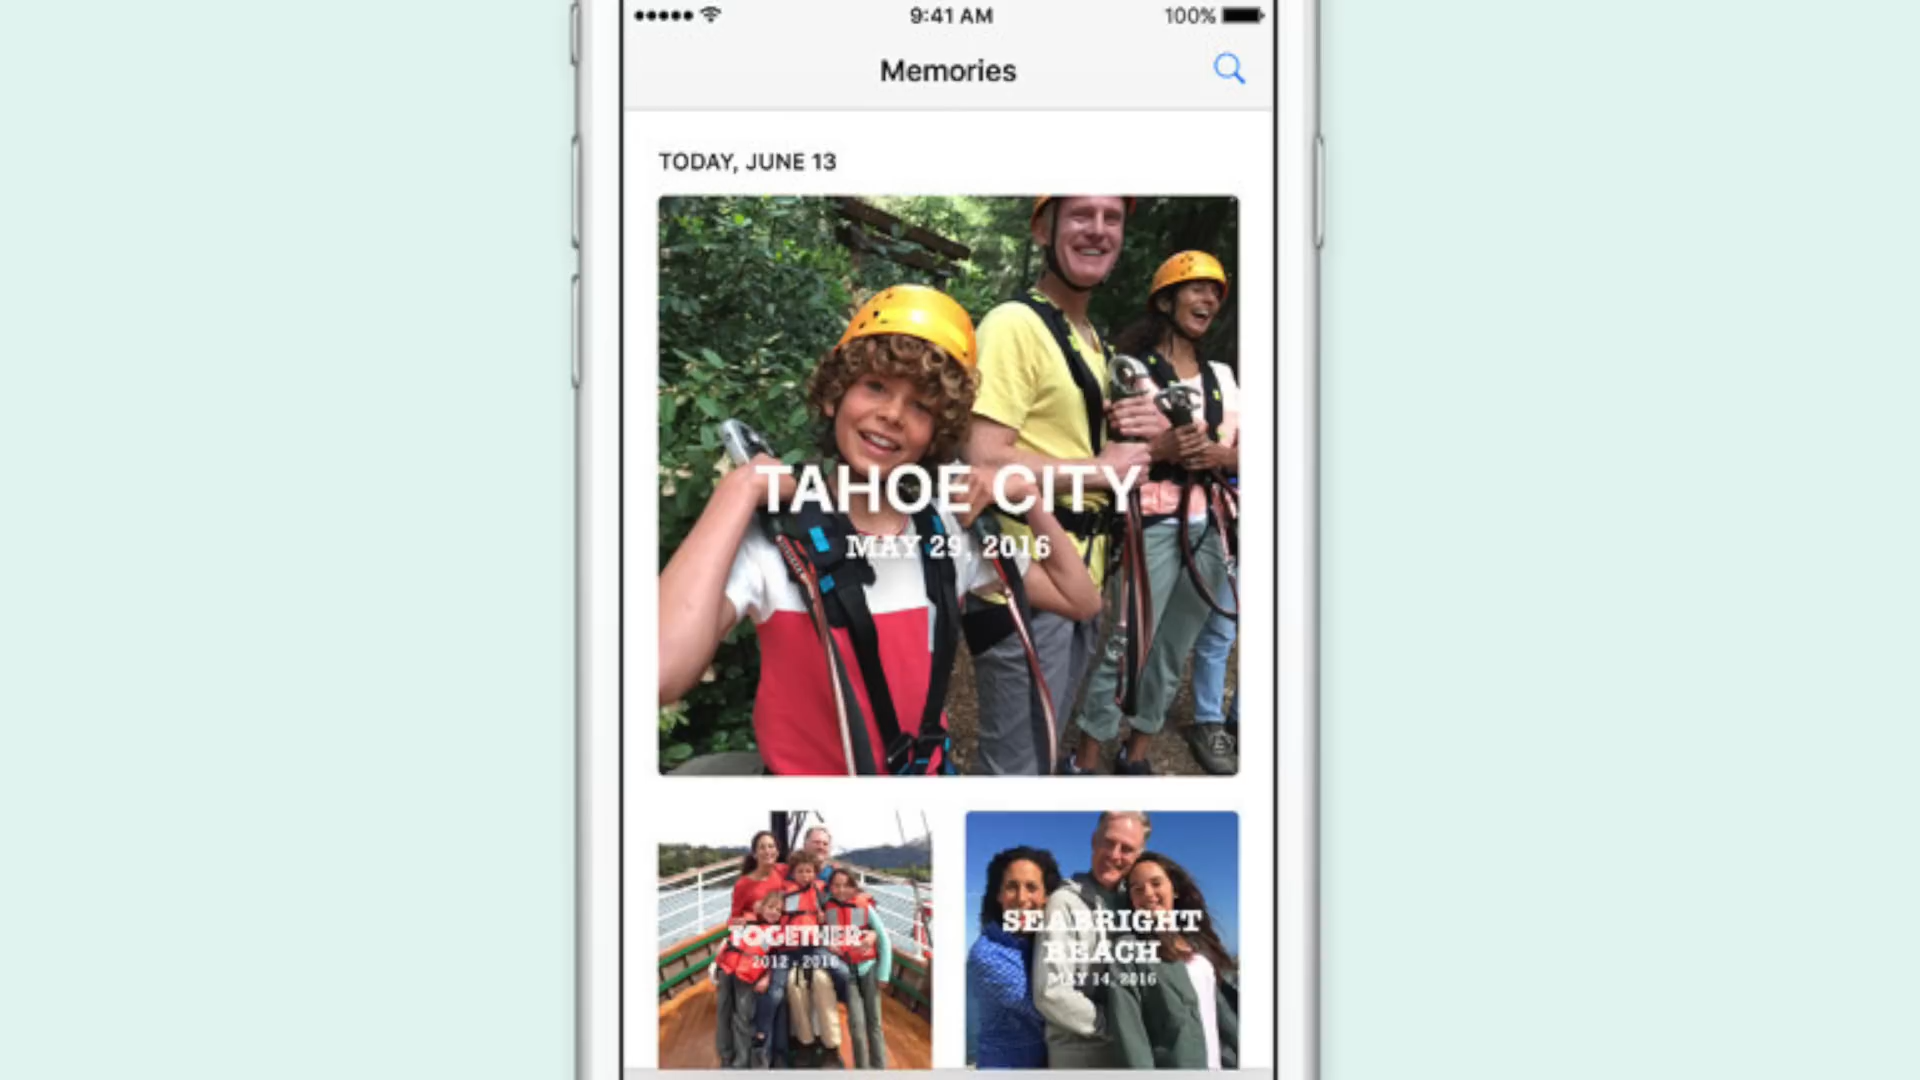 9:41 AM
100%
Memories
TODAY, JUNE 13
TAHOE CITY
MAY 29, 2016
TOGETHER
2012 - 2016
SEABRIGHT
BEACH
MAY 14, 2016